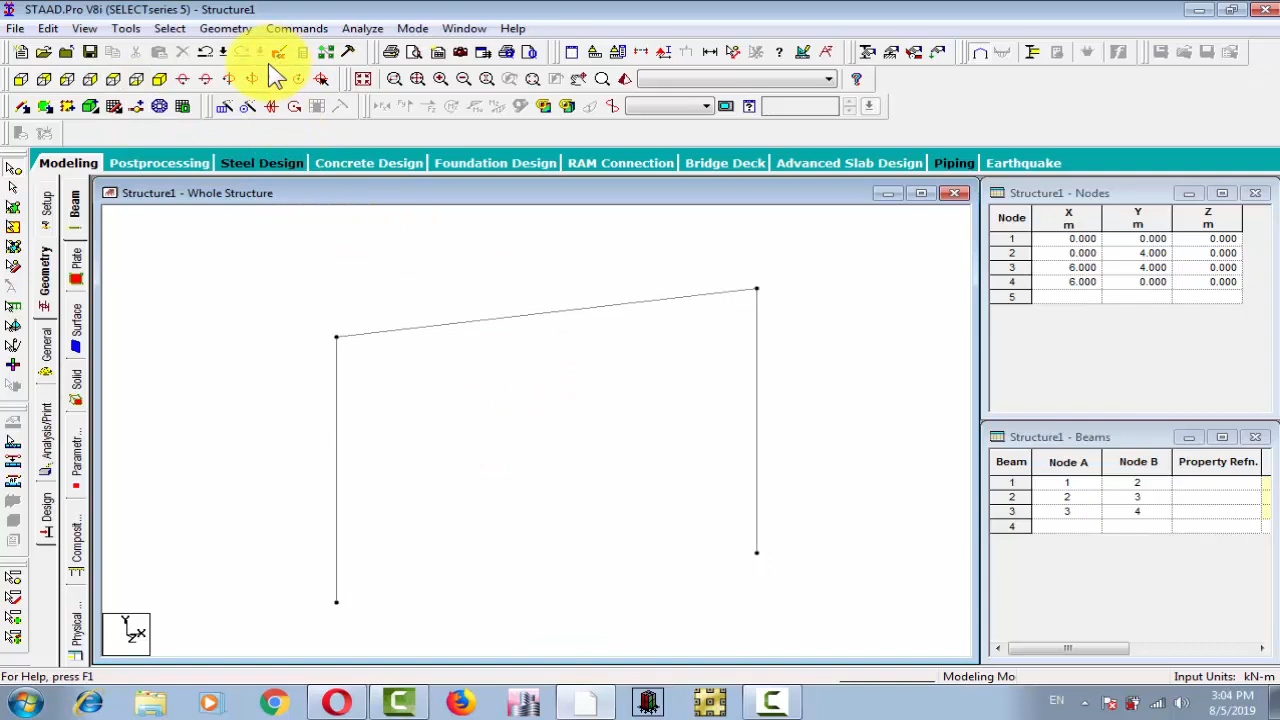 STAAD.Pro V8i (SELECTseries 5) - Structure1
File Edit View Tools Select Geometry Commands Analyze Mode Window Help
Modeling Postprocessing Steel Design Concrete Design Foundation Design RAM Connection Bridge Deck Advanced Slab Design Piping Earthquake
Setup
Geometry
General
Analysis/Print
Design
Beam
Plate
Surface
Solid
Parametr...
Composit...
Physical ...
Structure1 - Whole Structure
Y
X
Z
Structure1 - Nodes
Node X m Y m Z m
1 0.000 0.000 0.000
2 0.000 4.000 0.000
3 6.000 4.000 0.000
4 6.000 0.000 0.000
5
Structure1 - Beams
Beam Node A Node B Property Refn.
1 1 2
2 2 3
3 3 4
4
For Help, press F1
Modeling Mo
Input Units: kN-m
EN
3:04 PM
8/5/2019